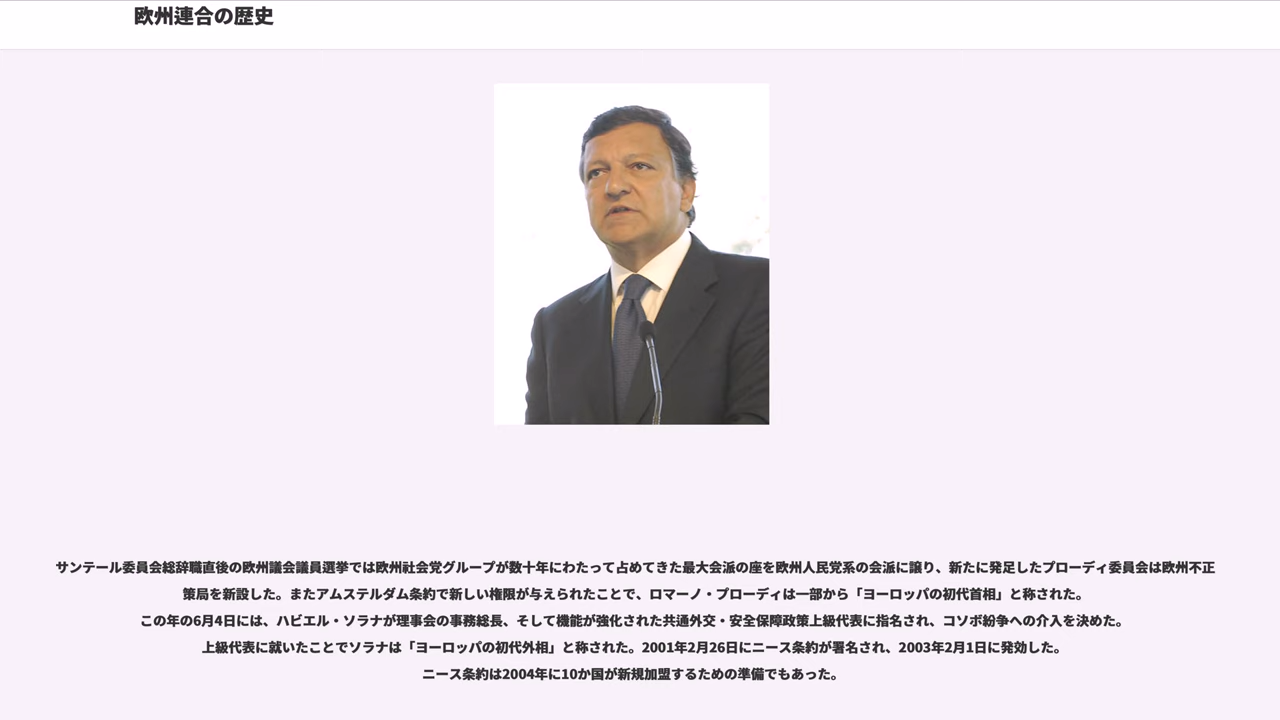 欧州連合の歴史
サンテール委員会総辞職直後の欧州議会議員選挙では欧州社会党グループが数十年にわたって占めてきた最大会派の座を欧州人民党系の会派に譲り、新たに発足したプローディ委員会は欧州不正
策局を新設した。またアムステルダム条約で新しい権限が与えられたことで、ロマーノ・プローディは一部から「ヨーロッパの初代首相」と称された。
この年の6月4日には、ハビエル・ソラナが理事会の事務総長、そして機能が強化された共通外交・安全保障政策上級代表に指名され、コソボ紛争への介入を決めた。
上級代表に就いたことでソラナは「ヨーロッパの初代外相」と称された。2001年2月26日にニース条約が署名され、2003年2月1日に発効した。
ニース条約は2004年に10か国が新規加盟するための準備でもあった。